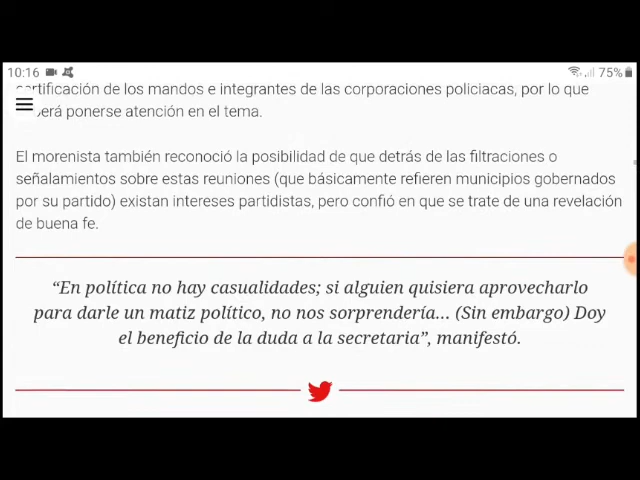 10:16 75%
certificación de los mandos e integrantes de las corporaciones policiacas, por lo que
erá ponerse atención en el tema.
El morenista también reconoció la posibilidad de que detrás de las filtraciones o
señalamientos sobre estas reuniones (que básicamente refieren municipios gobernados
por su partido) existan intereses partidistas, pero confió en que se trate de una revelación
de buena fe.
“En política no hay casualidades; si alguien quisiera aprovecharlo
para darle un matiz político, no nos sorprendería... (Sin embargo) Doy
el beneficio de la duda a la secretaria”, manifestó.